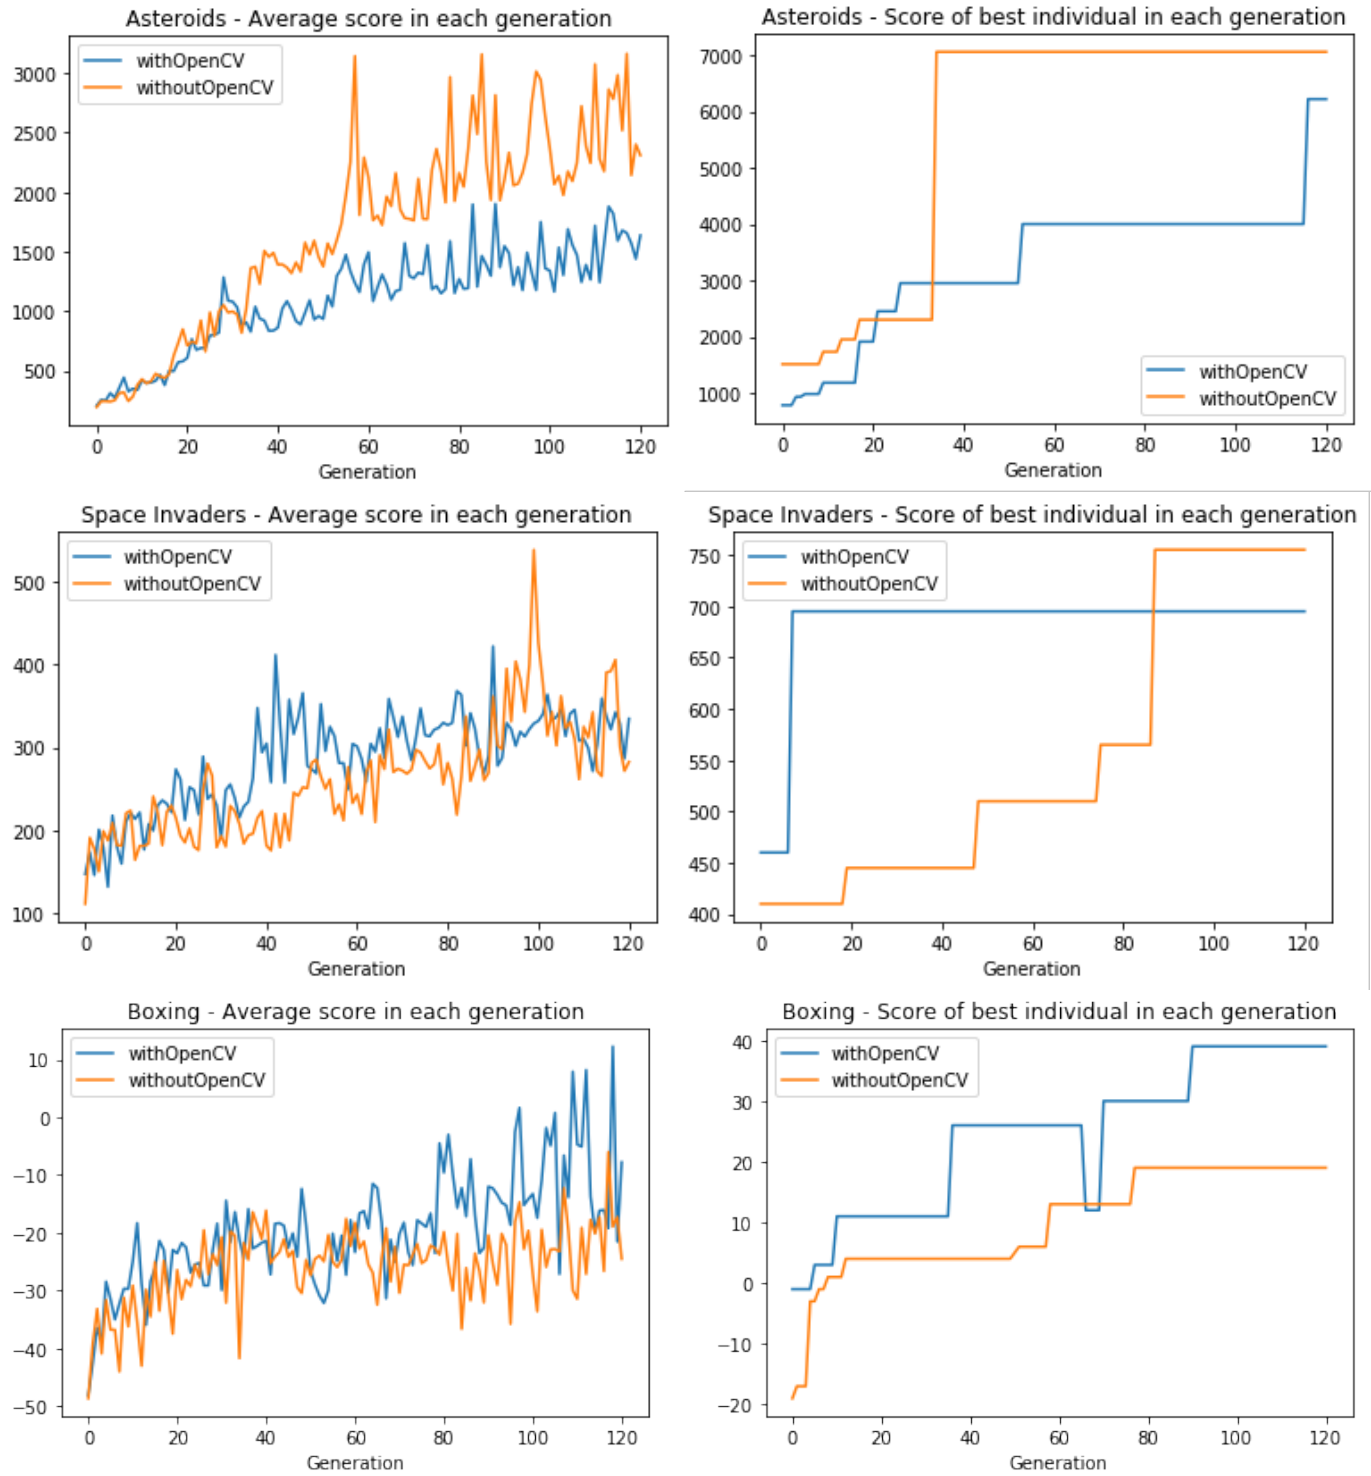 Asteroids - Average score in each generation
withOpenCV
withoutOpenCV
3000
2500
2000
1500
1000
500
0 20 40 60 80 100 120
Generation
Asteroids - Score of best individual in each generation
7000
6000
5000
4000
3000
2000
1000
withOpenCV
withoutOpenCV
0 20 40 60 80 100 120
Generation
Space Invaders - Average score in each generation
withOpenCV
withoutOpenCV
500
400
300
200
100
0 20 40 60 80 100 120
Generation
Space Invaders - Score of best individual in each generation
withOpenCV
withoutOpenCV
750
700
650
600
550
500
450
400
0 20 40 60 80 100 120
Generation
Boxing - Average score in each generation
withOpenCV
withoutOpenCV
10
0
−10
−20
−30
−40
−50
0 20 40 60 80 100 120
Generation
Boxing - Score of best individual in each generation
withOpenCV
withoutOpenCV
40
30
20
10
0
−10
−20
0 20 40 60 80 100 120
Generation